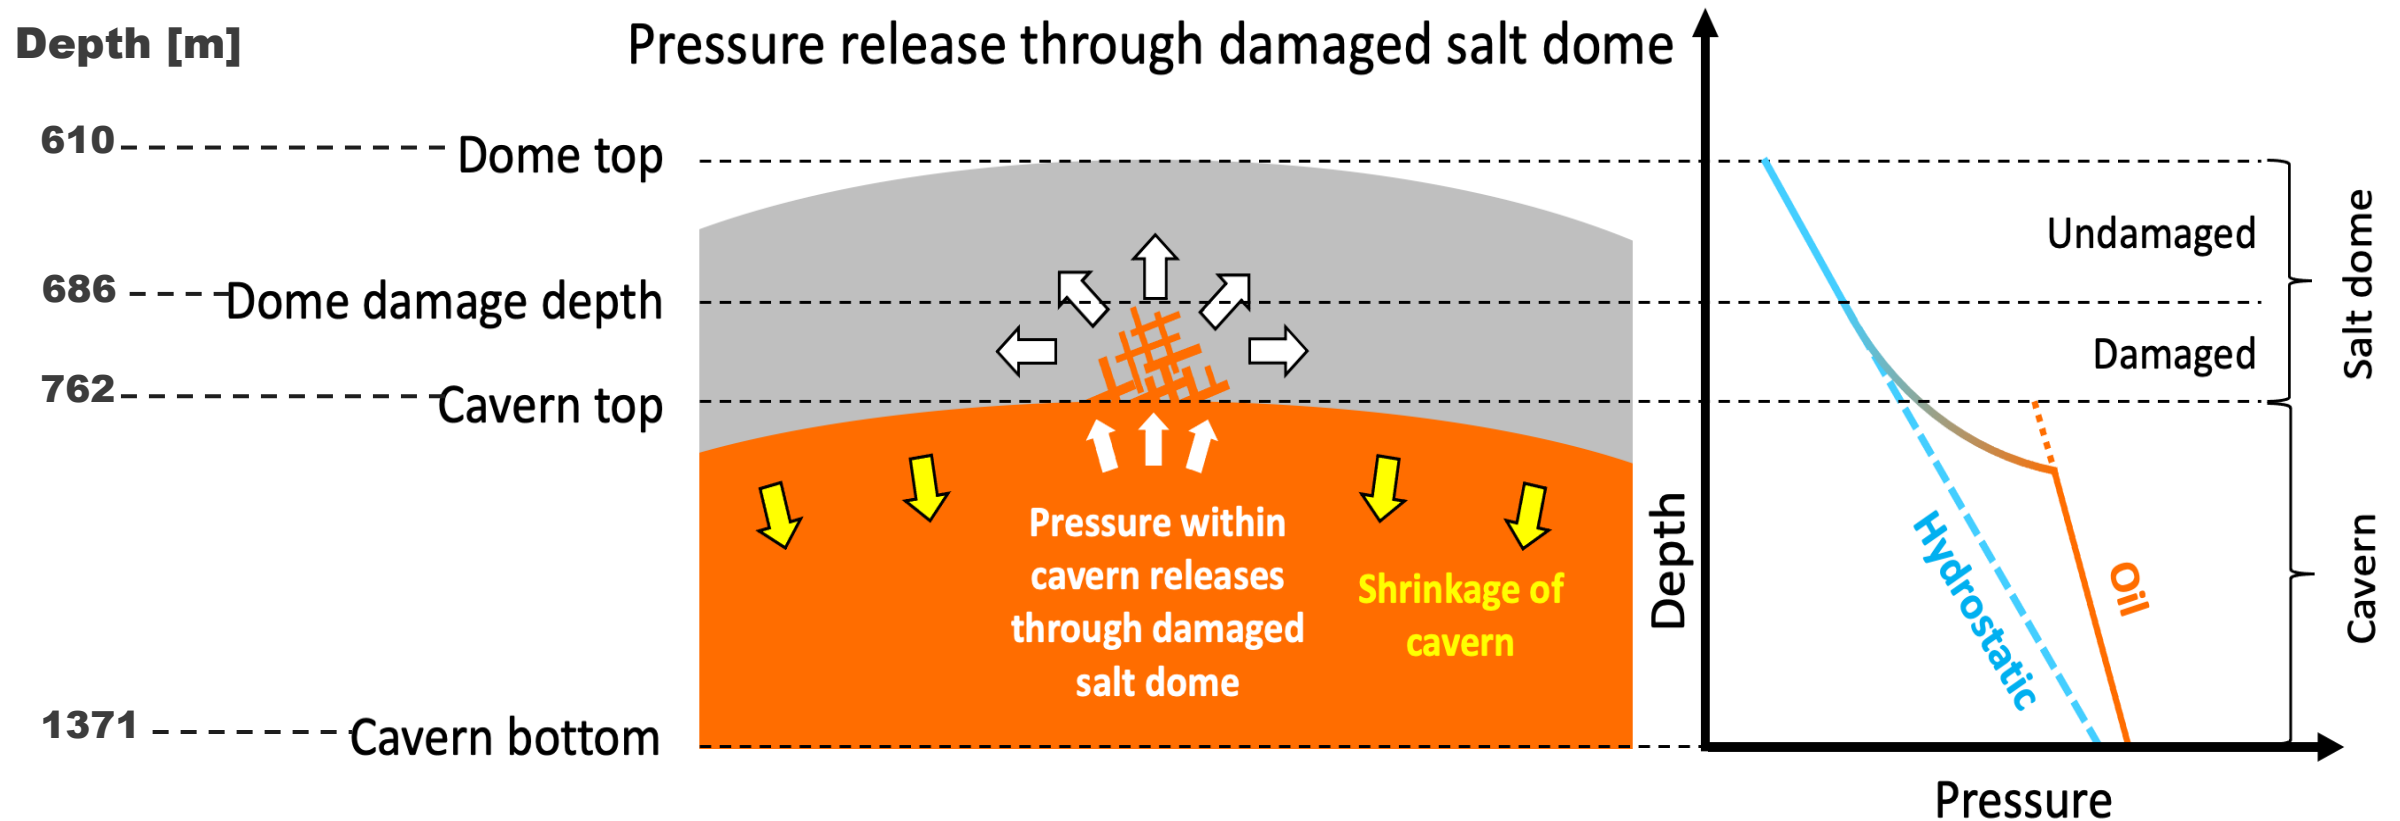 Depth [m]
Pressure release through damaged salt dome
610
Dome top
686
Dome damage depth
762
Cavern top
1371
Cavern bottom
Pressure within
cavern releases
through damaged
salt dome
Shrinkage of
cavern
Depth
Pressure
Hydrostatic
Oil
Undamaged
Damaged
Salt dome
Cavern